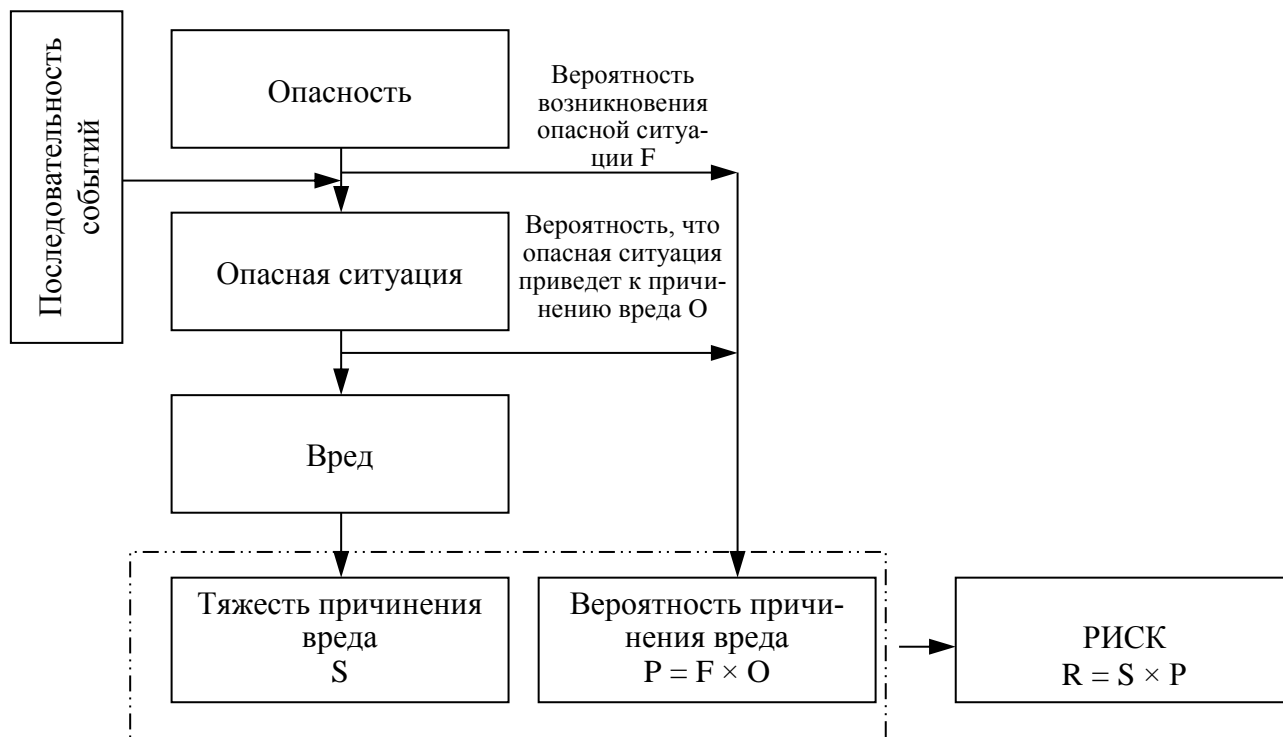 Последовательность
событий
Опасность
Вероятность
возникновения
опасной ситуа-
ции F
Опасная ситуация
Вероятность, что
опасная ситуация
приведет к причи-
нению вреда O
Вред
Тяжесть причинения
вреда
S
Вероятность причи-
нения вреда
P = F × O
РИСК
R = S × P